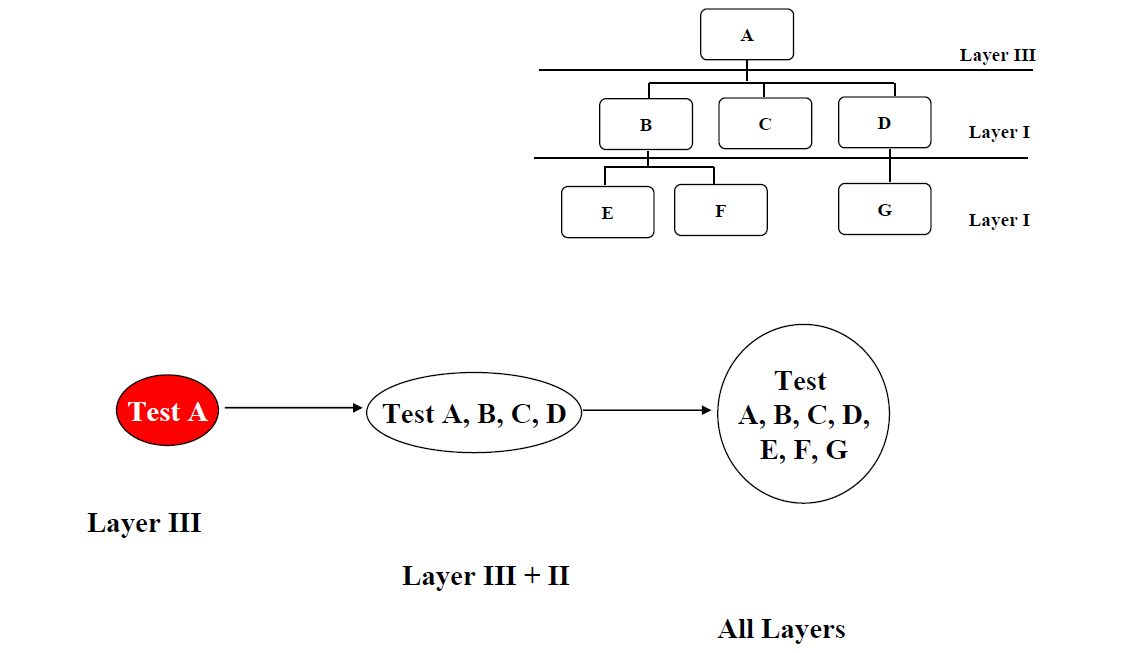 A
Layer III
B
C
D
Layer I
E
F
G
Layer I
Test A
Test A, B, C, D
Test
A, B, C, D,
E, F, G
Layer III
Layer III + II
All Layers